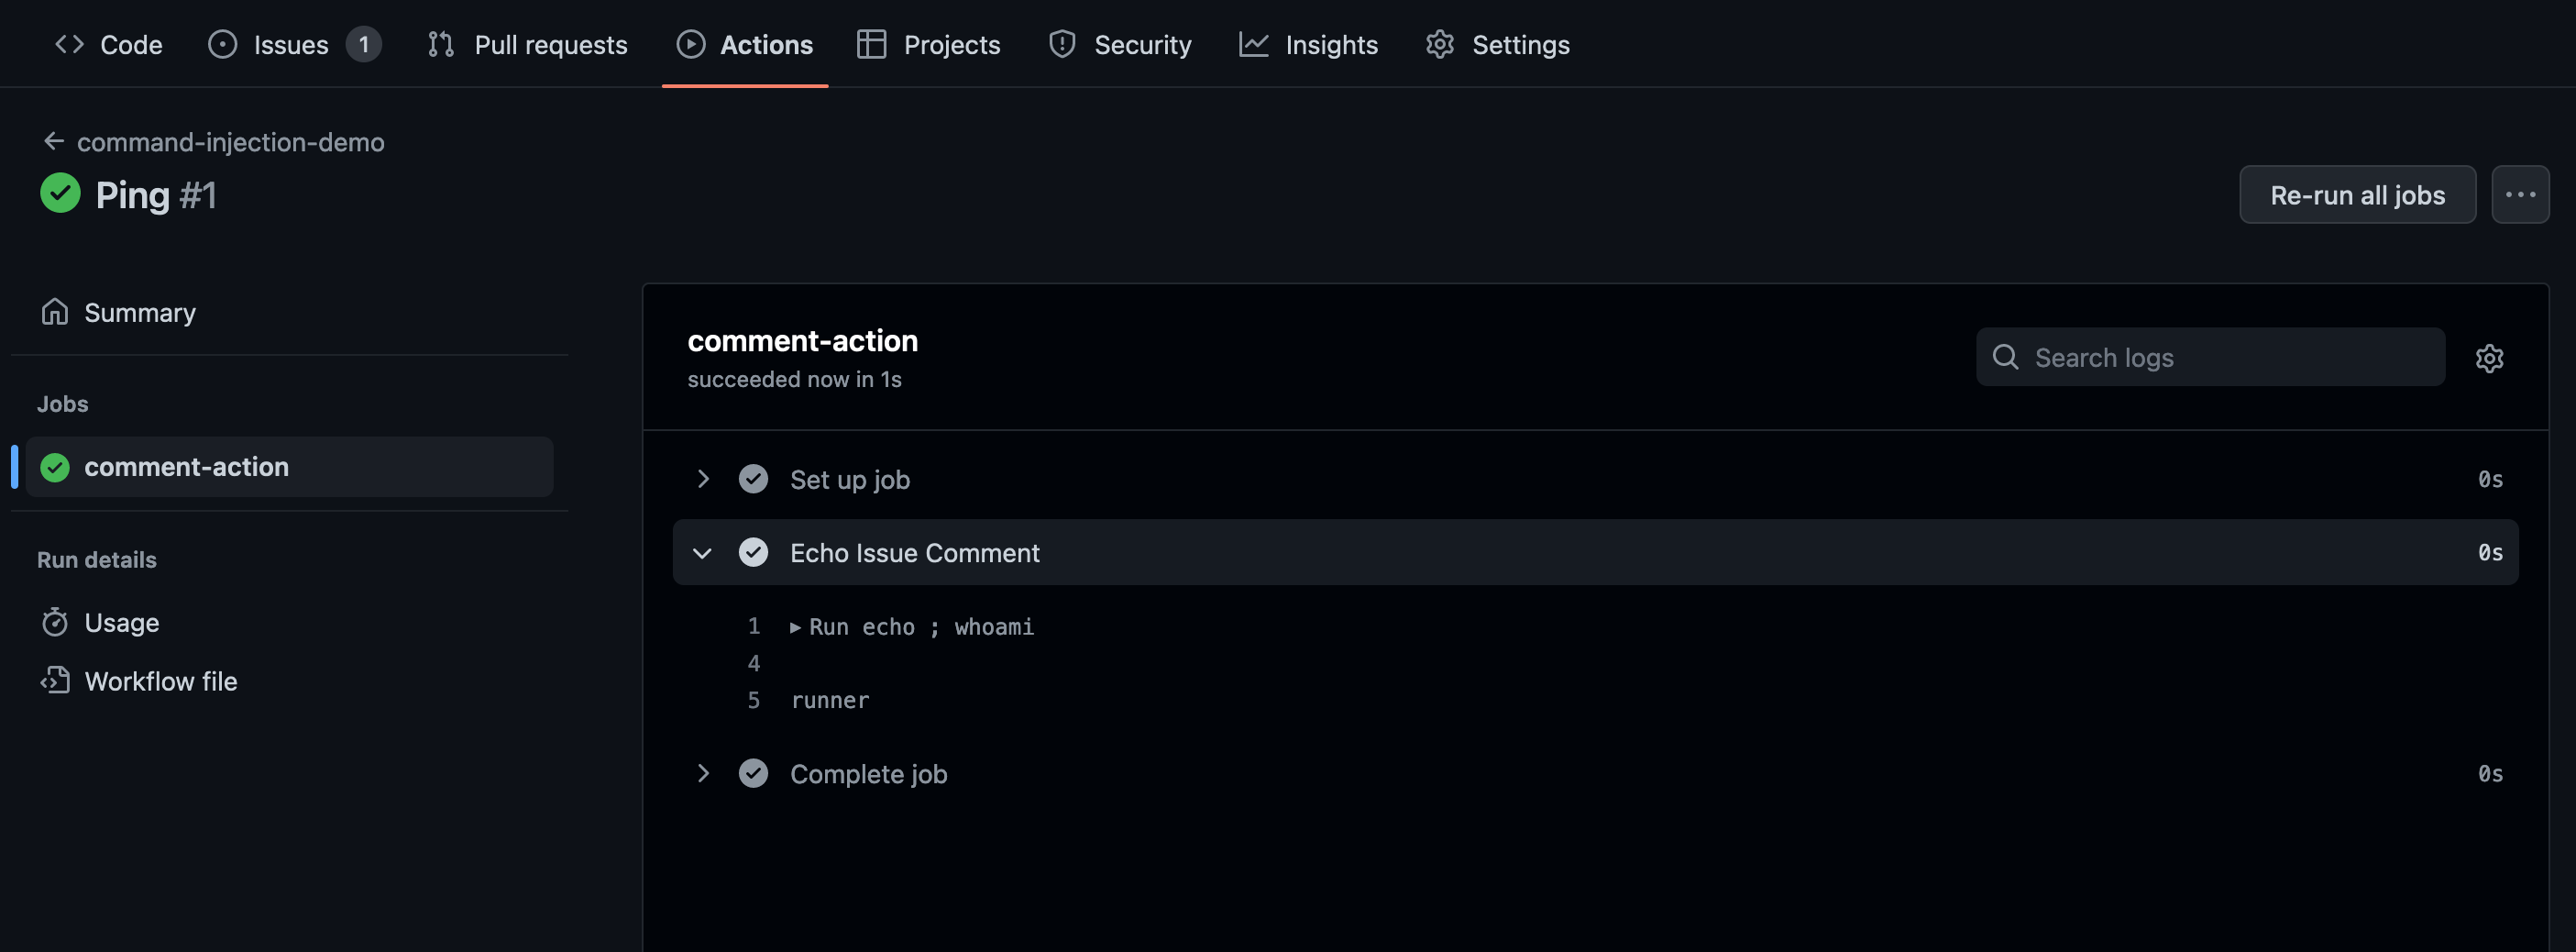 Code Issues 1 Pull requests Actions Projects Security Insights Settings
command-injection-demo
Ping #1
Re-run all jobs
Summary
Jobs
comment-action
Run details
Usage
Workflow file
comment-action
succeeded now in 1s
Search logs
Set up job 0s
Echo Issue Comment 0s
1 Run echo ; whoami
4
5 runner
Complete job 0s